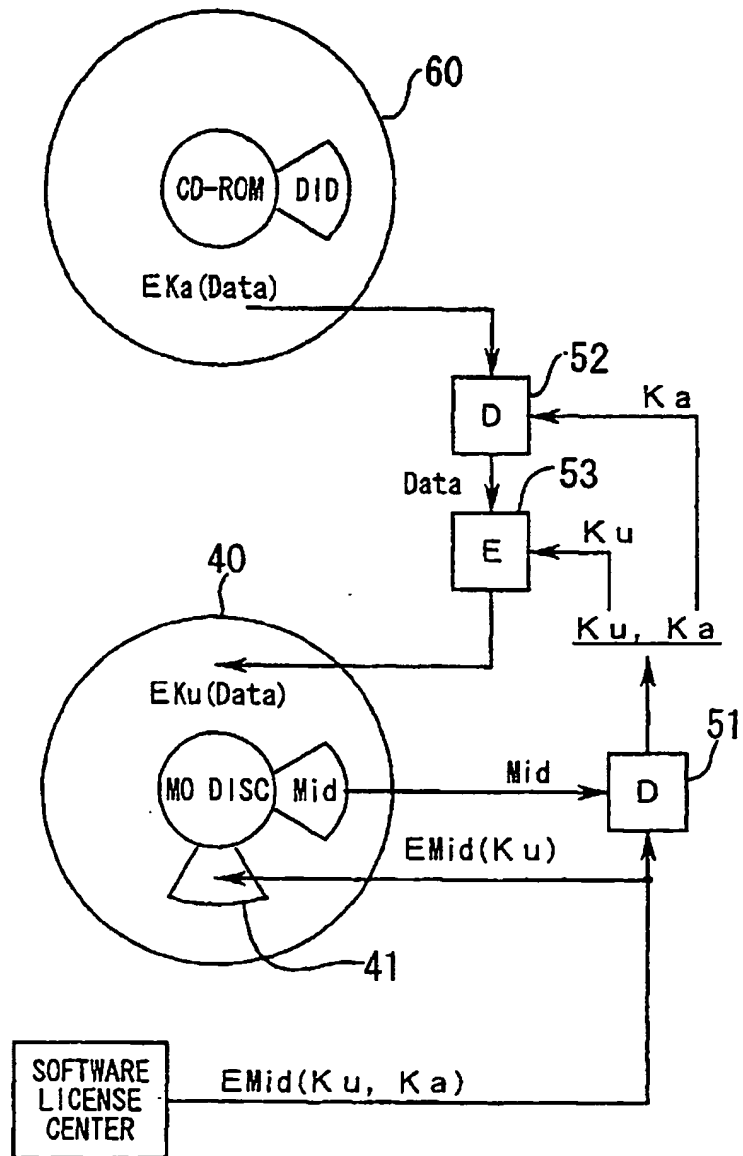 60
CD-ROM
DID
EKa(Data)
52
Ka
D
Data
53
Ku
E
40
Ku, Ka
EKu(Data)
51
MO DISC
Mid
Mid
D
EMid(Ku)
41
SOFTWARE
LICENSE
CENTER
EMid(Ku, Ka)